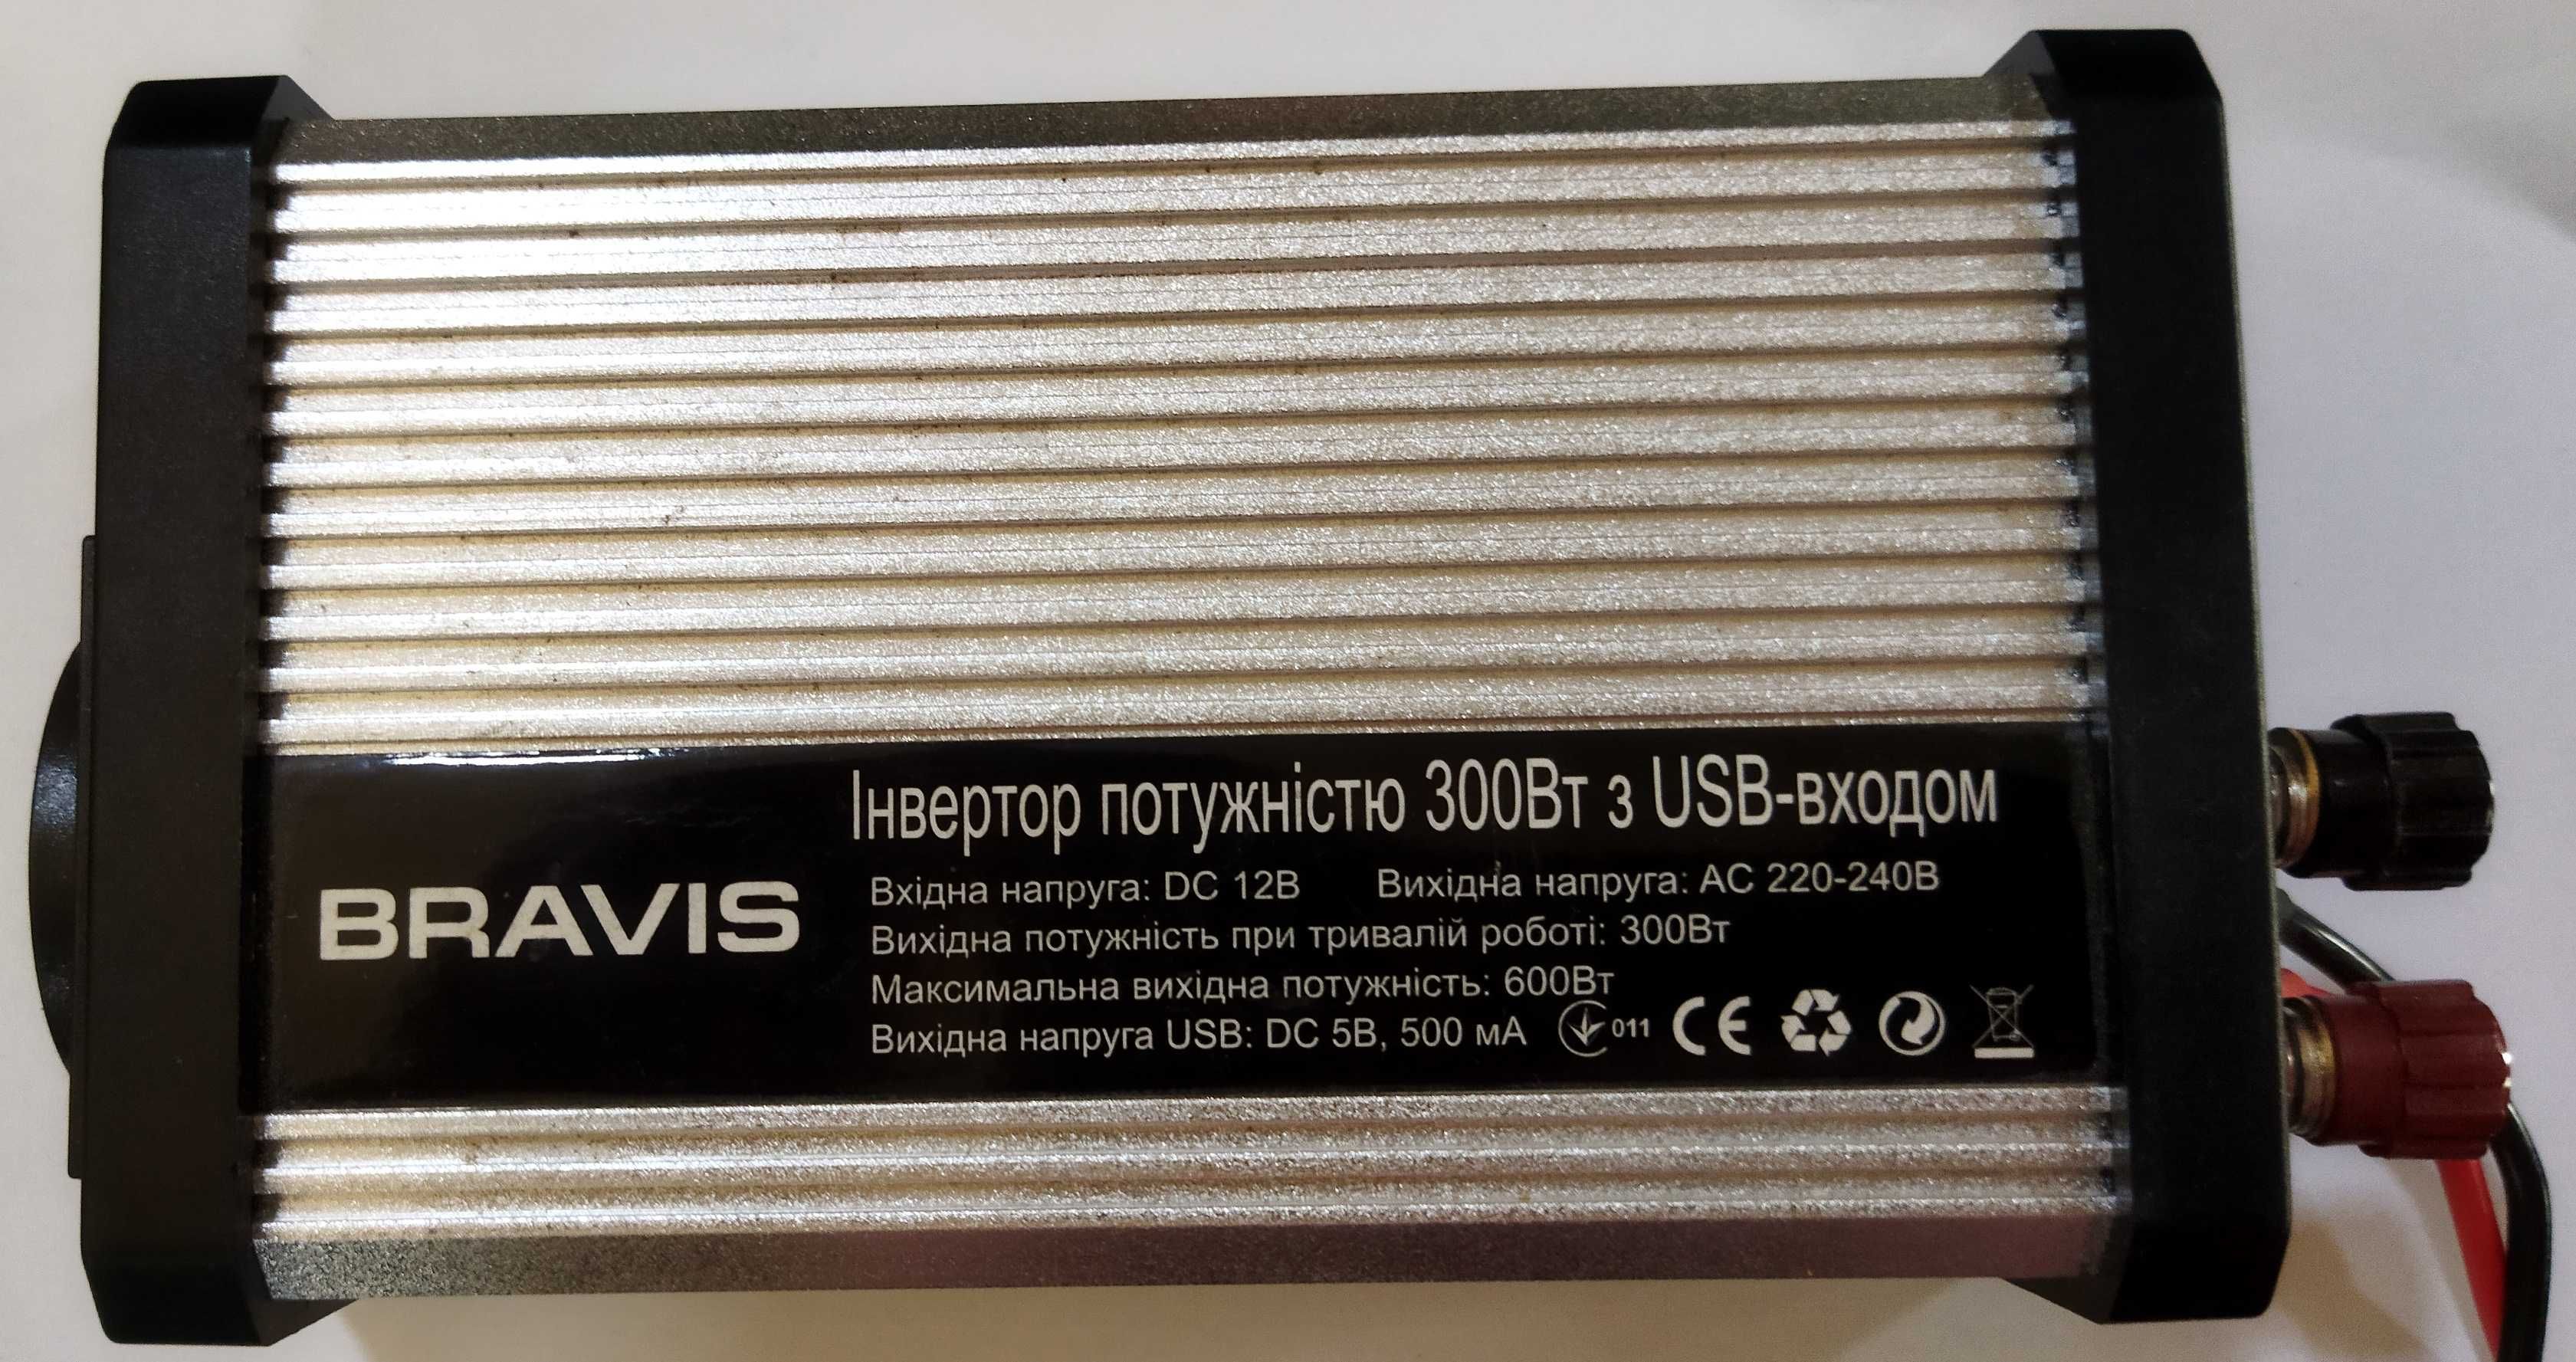 Інвертор потужністю 300Вт з USB-входом
BRAVIS
Вхідна напруга: DC 12В Вихідна напруга: AC 220-240В
Вихідна потужність при тривалій роботі: 300Вт
Максимальна вихідна потужність: 600Вт
Вихідна напруга USB: DC 5В, 500 мА 011 CE